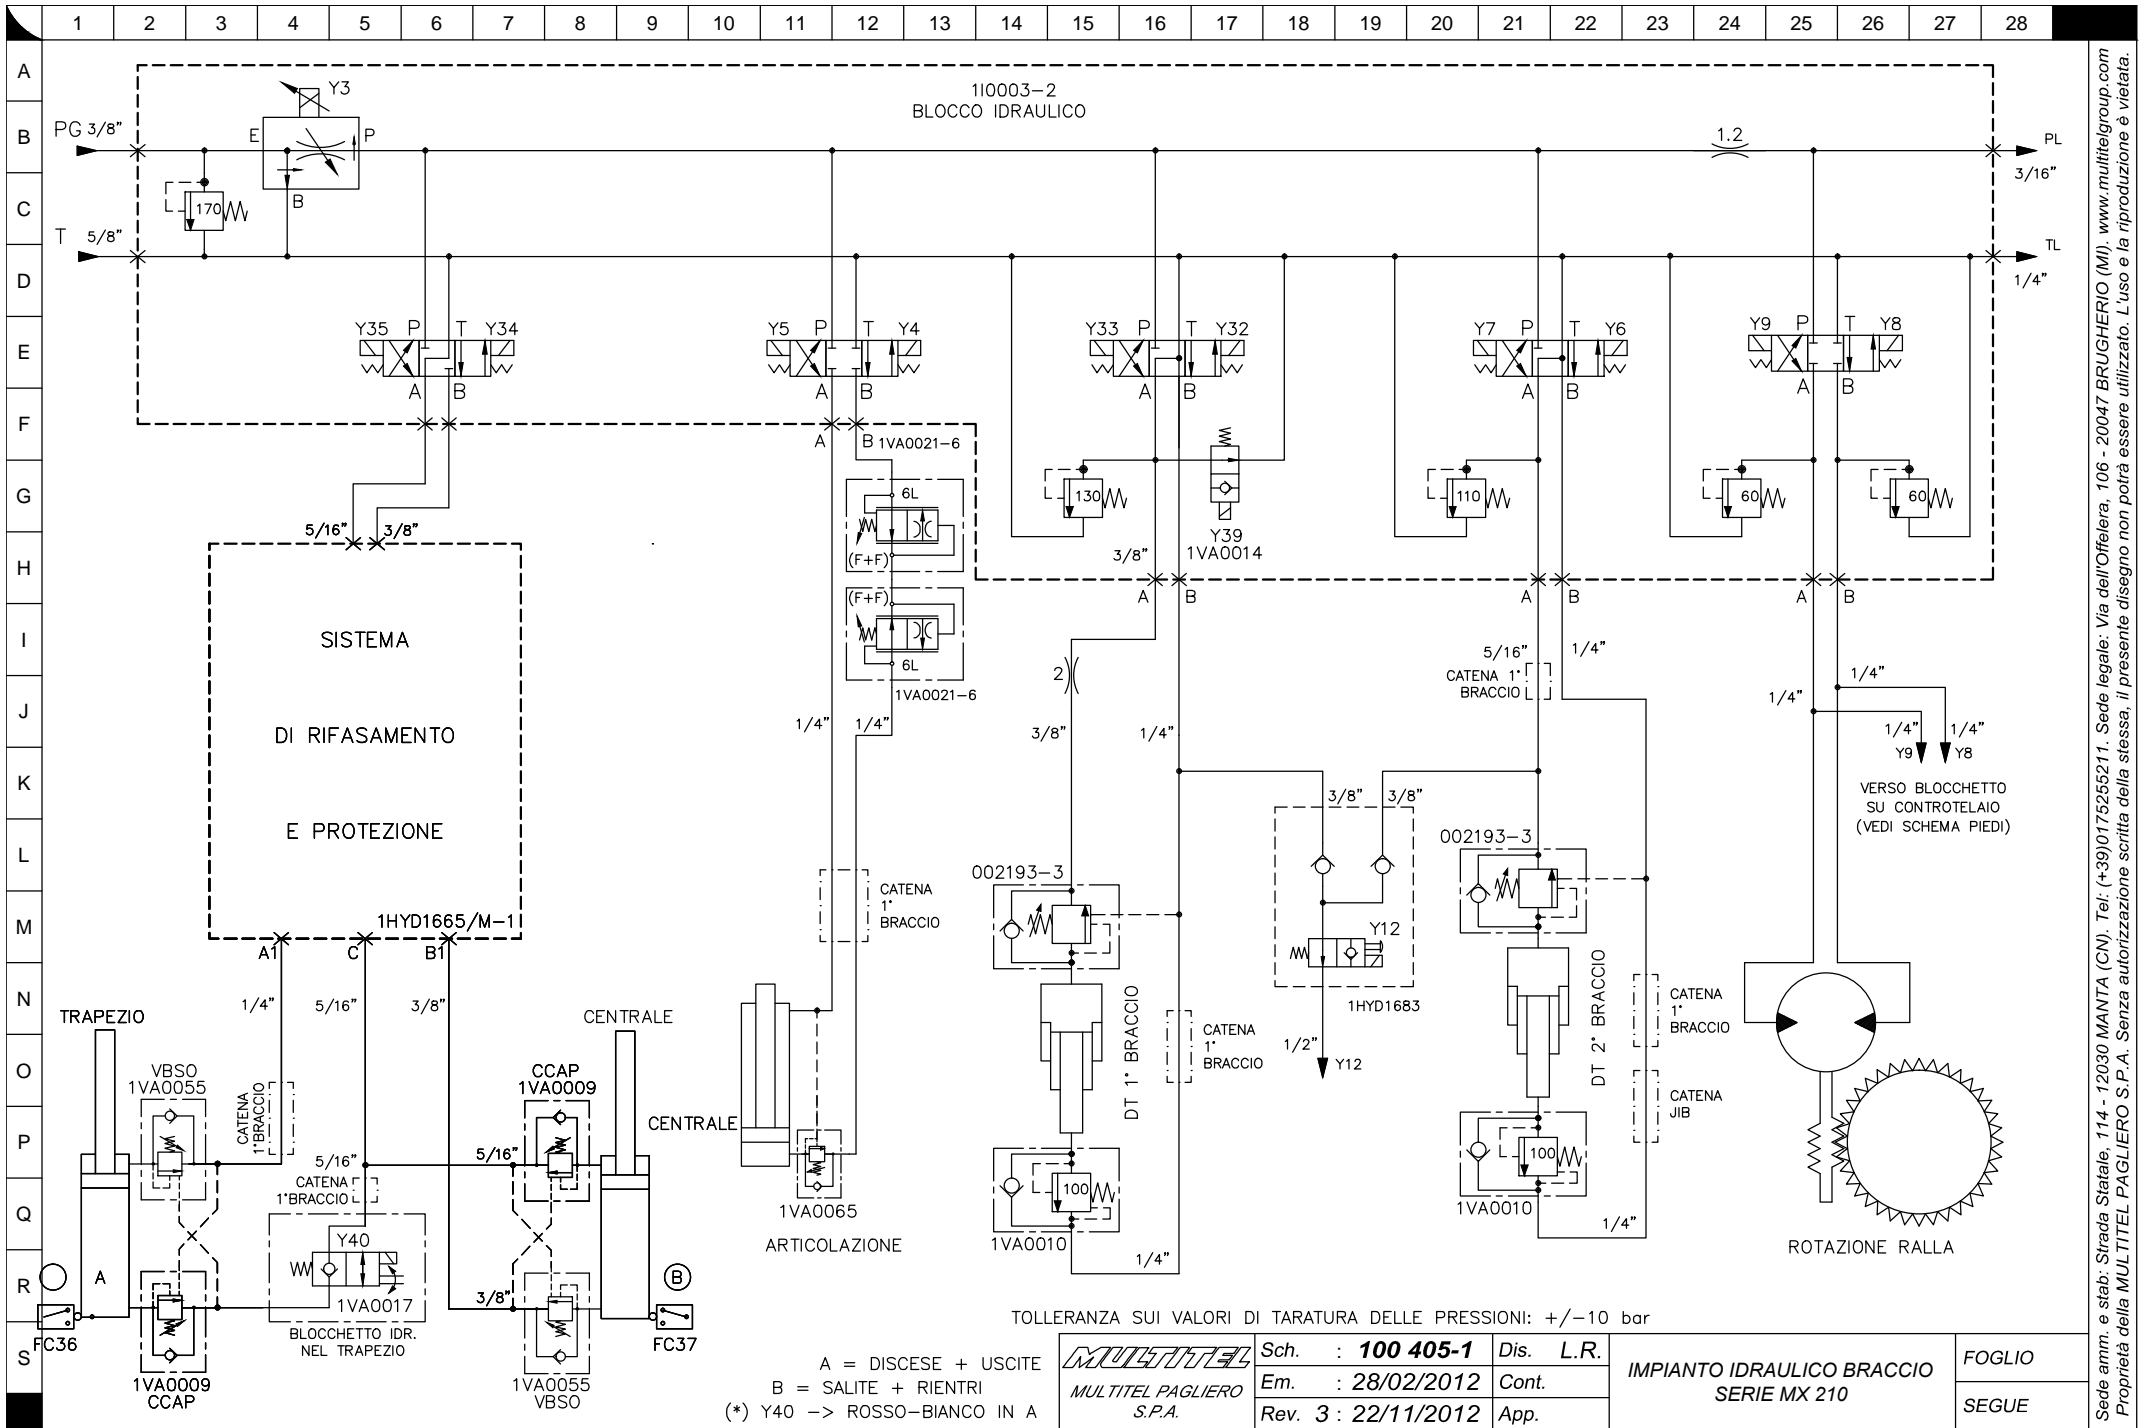 1 2 3 4 5 6 7 8 9 10 11 12 13 14 15 16 17 18 19 20 21 22 23 24 25 26 27 28
A
B
C
D
E
F
G
H
I
J
K
L
M
N
O
P
Q
R
S
1I0003-2
BLOCCO IDRAULICO
Y3
PG 3/8"
E
P
B
170
T 5/8"
1.2
PL
3/16"
TL
1/4"
Y35 P T Y34
A B
Y5 P T Y4
A B
Y33 P T Y32
A B
Y7 P T Y6
A B
Y9 P T Y8
A B
A B 1VA0021-6
6L
(F+F)
(F+F)
6L
1VA0021-6
130
Y39
1VA0014
110
60
60
3/8"
A B
A B
A B
5/16" 3/8"
SISTEMA
DI RIFASAMENTO
E PROTEZIONE
1HYD1665/M-1
A1 C B1
1/4" 5/16" 3/8"
1/4" 1/4"
2
3/8"
1/4"
5/16"
1/4"
CATENA 1°
BRACCIO
1/4"
1/4"
1/4" 1/4"
Y9 Y8
VERSO BLOCCHETTO
SU CONTROTELAIO
(VEDI SCHEMA PIEDI)
3/8" 3/8"
Y12
1HYD1683
1/2"
Y12
002193-3
002193-3
CATENA
1°
BRACCIO
DT 1° BRACCIO
CATENA
1°
BRACCIO
DT 2° BRACCIO
CATENA
1°
BRACCIO
CATENA
JIB
100
1VA0010
1/4"
100
1VA0010
1/4"
ROTAZIONE RALLA
TRAPEZIO
VBSO
1VA0055
CATENA
1°BRACCIO
5/16"
CATENA
1°BRACCIO
Y40
1VA0017
BLOCCHETTO IDR.
NEL TRAPEZIO
A
FC36
1VA0009
CCAP
CENTRALE
CCAP
1VA0009
5/16"
3/8"
B
FC37
1VA0055
VBSO
CENTRALE
1VA0065
ARTICOLAZIONE
TOLLERANZA SUI VALORI DI TARATURA DELLE PRESSIONI: +/-10 bar
A = DISCESE + USCITE
B = SALITE + RIENTRI
(*) Y40 -> ROSSO-BIANCO IN A
MULTITEL
MULTITEL PAGLIERO
S.P.A.
Sch. : 100 405-1
Em. : 28/02/2012
Rev. 3 : 22/11/2012
Dis. L.R.
Cont.
App.
IMPIANTO IDRAULICO BRACCIO
SERIE MX 210
FOGLIO
SEGUE
Sede amm. e stab: Strada Statale, 114 - 12030 MANTA (CN). Tel: (+39)0175255211. Sede legale: Via dell'Offelera, 106 - 20047 BRUGHERIO (MI). www.multitelgroup.com
Proprietà della MULTITEL PAGLIERO S.P.A. Senza autorizzazione scritta della stessa, il presente disegno non potrà essere utilizzato. L'uso e la riproduzione è vietata.